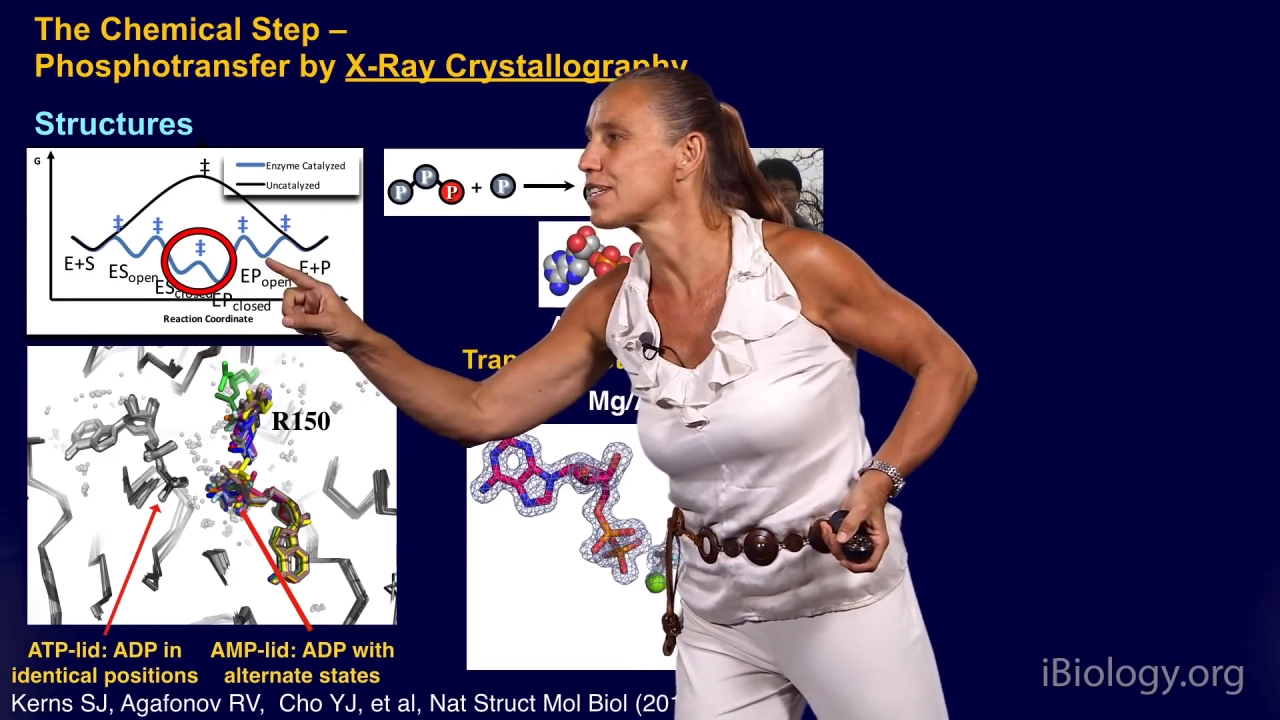 The Chemical Step –
Phosphotransfer by X-Ray Crystallography
Structures
G
‡
Enzyme Catalyzed
Uncatalyzed
‡ ‡ ‡ ‡ ‡
E+S
ESopen
EPopen
E+P
ESclosed
EPclosed
Reaction Coordinate
P P P + P
Mg/
R150
ATP-lid: ADP in
identical positions
AMP-lid: ADP with
alternate states
Kerns SJ, Agafonov RV, Cho YJ, et al, Nat Struct Mol Biol
iBiology.org